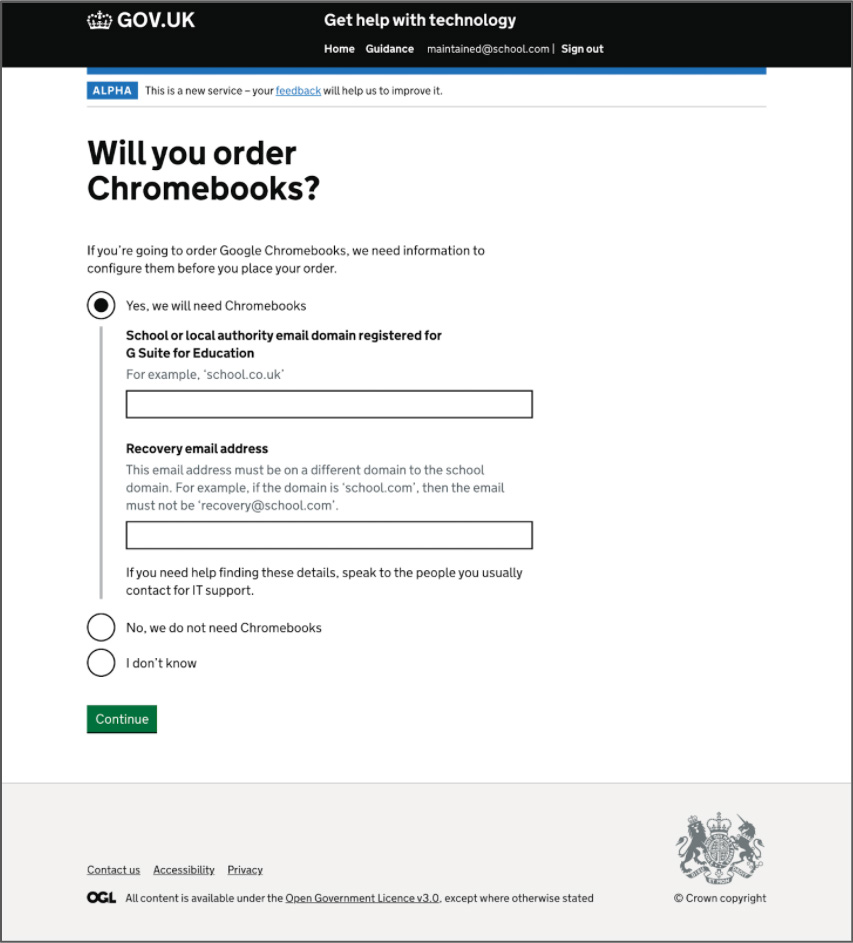 GOV.UK
Get help with technology
Home Guidance maintained@school.com | Sign out
ALPHA This is a new service – your feedback will help us to improve it.
Will you order
Chromebooks?
If you're going to order Google Chromebooks, we need information to
configure them before you place your order.
Yes, we will need Chromebooks
School or local authority email domain registered for
G Suite for Education
For example, 'school.co.uk'
Recovery email address
This email address must be on a different domain to the school
domain. For example, if the domain is 'school.com', then the email
must not be 'recovery@school.com'.
If you need help finding these details, speak to the people you usually
contact for IT support.
No, we do not need Chromebooks
I don't know
Continue
Contact us Accessibility Privacy
OGL All content is available under the Open Government Licence v3.0, except where otherwise stated
© Crown copyright